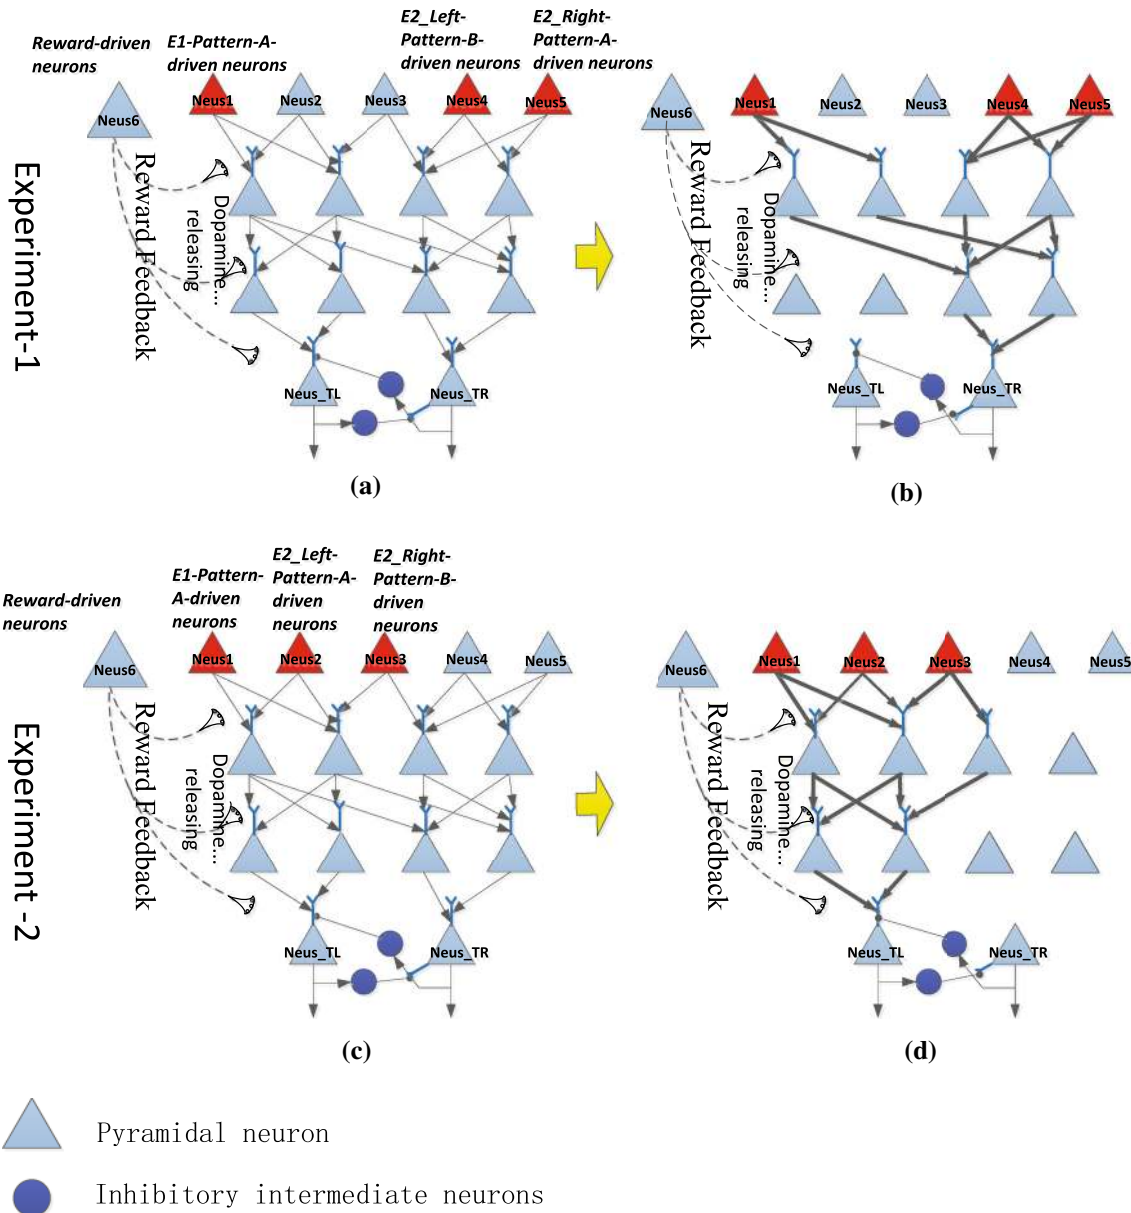 Experiment-1
Reward-driven
neurons
E1-Pattern-A-
driven neurons
E2_Left-
Pattern-B-
driven neurons
E2_Right-
Pattern-A-
driven neurons
Neus6
Neus1
Neus2
Neus3
Neus4
Neus5
Reward Feedback
Dopamine...
releasing
Neus_TL
Neus_TR
(a)
Neus6
Neus1
Neus2
Neus3
Neus4
Neus5
Reward Feedback
Dopamine...
releasing
Neus_TL
Neus_TR
(b)
Experiment -2
Reward-driven
neurons
E1-Pattern-
A-driven
neurons
E2_Left-
Pattern-A-
driven
neurons
E2_Right-
Pattern-B-
driven
neurons
Neus6
Neus1
Neus2
Neus3
Neus4
Neus5
Reward Feedback
Dopamine...
releasing
Neus_TL
Neus_TR
(c)
Neus6
Neus1
Neus2
Neus3
Neus4
Neus5
Reward Feedback
Dopamine...
releasing
Neus_TL
Neus_TR
(d)
Pyramidal neuron
Inhibitory intermediate neurons